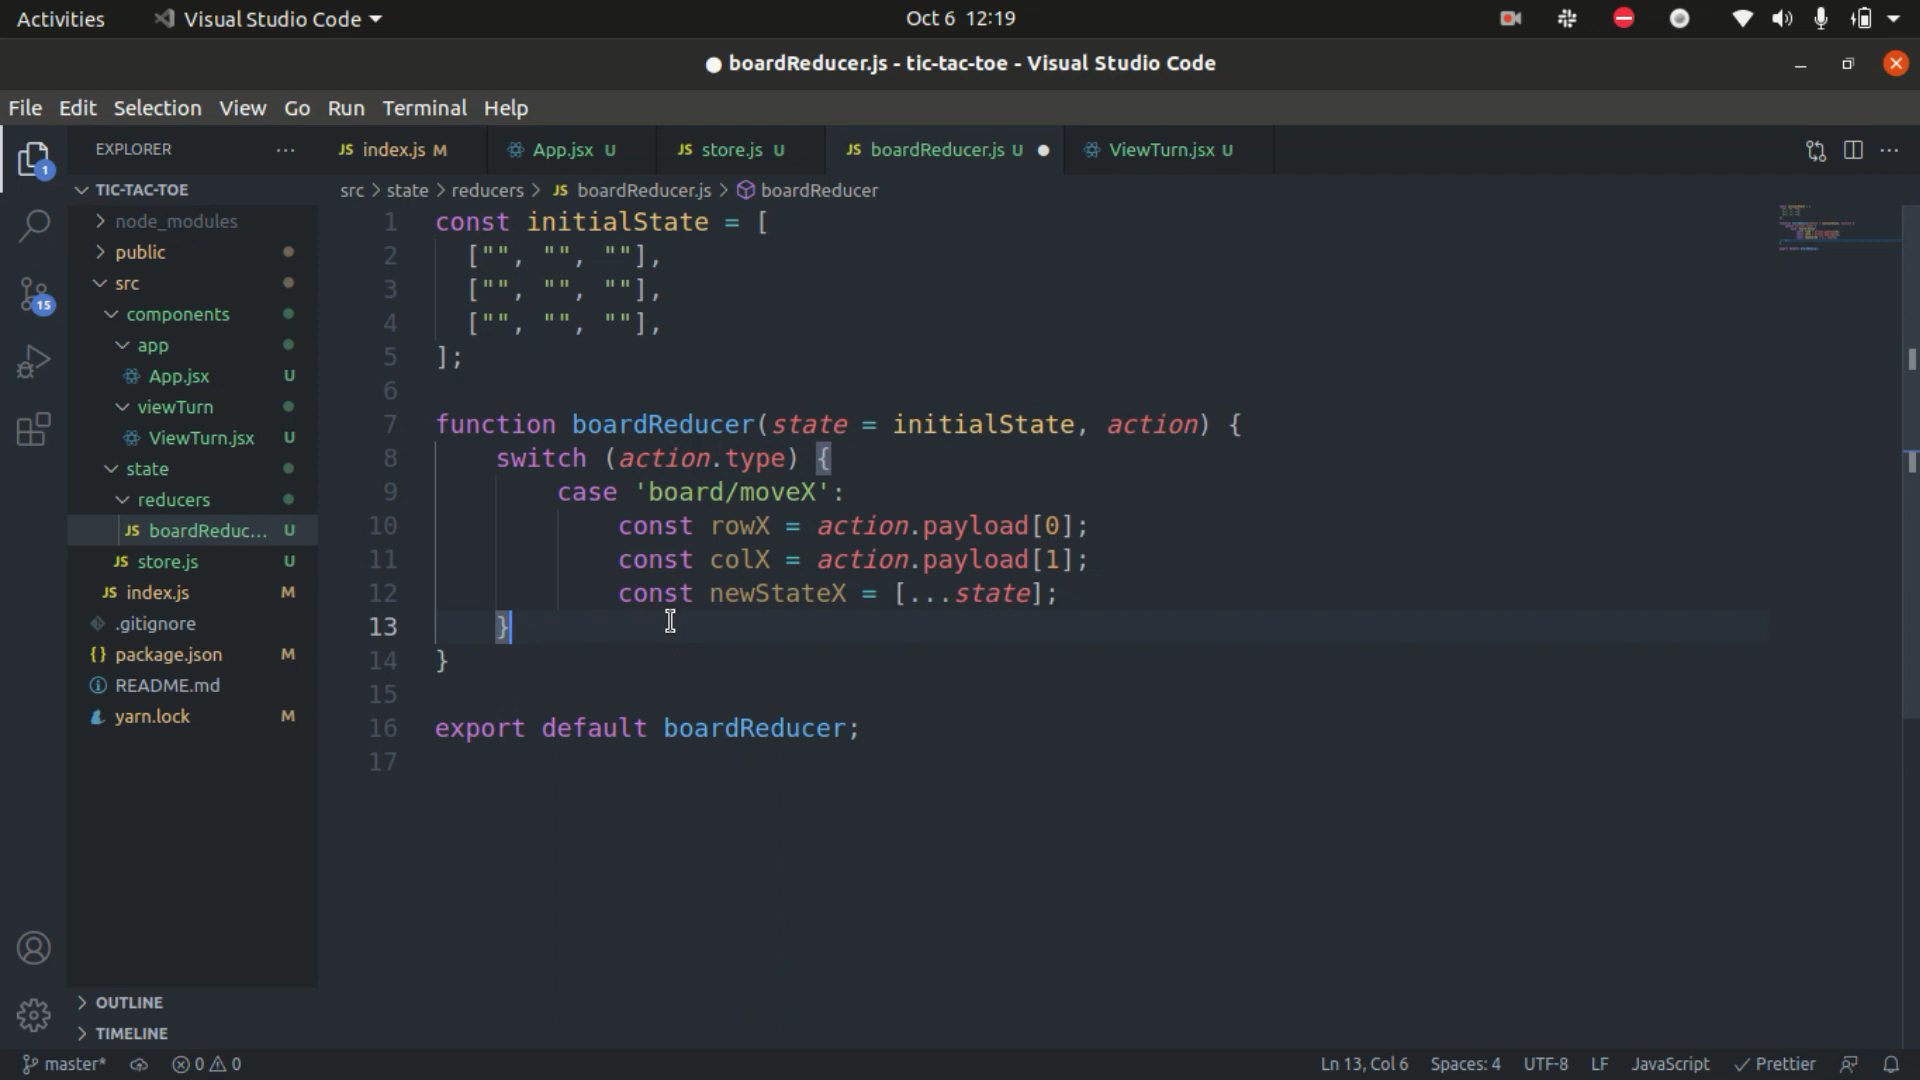 Activities Visual Studio Code Oct 6 12:19
boardReducer.js - tic-tac-toe - Visual Studio Code
File Edit Selection View Go Run Terminal Help
EXPLORER ... JS index.js M App.jsx U JS store.js U JS boardReducer.js U ViewTurn.jsx U ...
1
15
TIC-TAC-TOE
node_modules
public
src
components
app
App.jsx U
viewTurn
ViewTurn.jsx U
state
reducers
JS boardReduc... U
JS store.js U
JS index.js M
.gitignore
{} package.json M
README.md
yarn.lock M
OUTLINE
TIMELINE
src > state > reducers > JS boardReducer.js > boardReducer
1 const initialState = [
2 ["", "", ""],
3 ["", "", ""],
4 ["", "", ""],
5 ];
6
7 function boardReducer(state = initialState, action) {
8 switch (action.type) {
9 case 'board/moveX':
10 const rowX = action.payload[0];
11 const colX = action.payload[1];
12 const newStateX = [...state];
13 }
14 }
15
16 export default boardReducer;
17
master* 0 0 Ln 13, Col 6 Spaces: 4 UTF-8 LF JavaScript Prettier